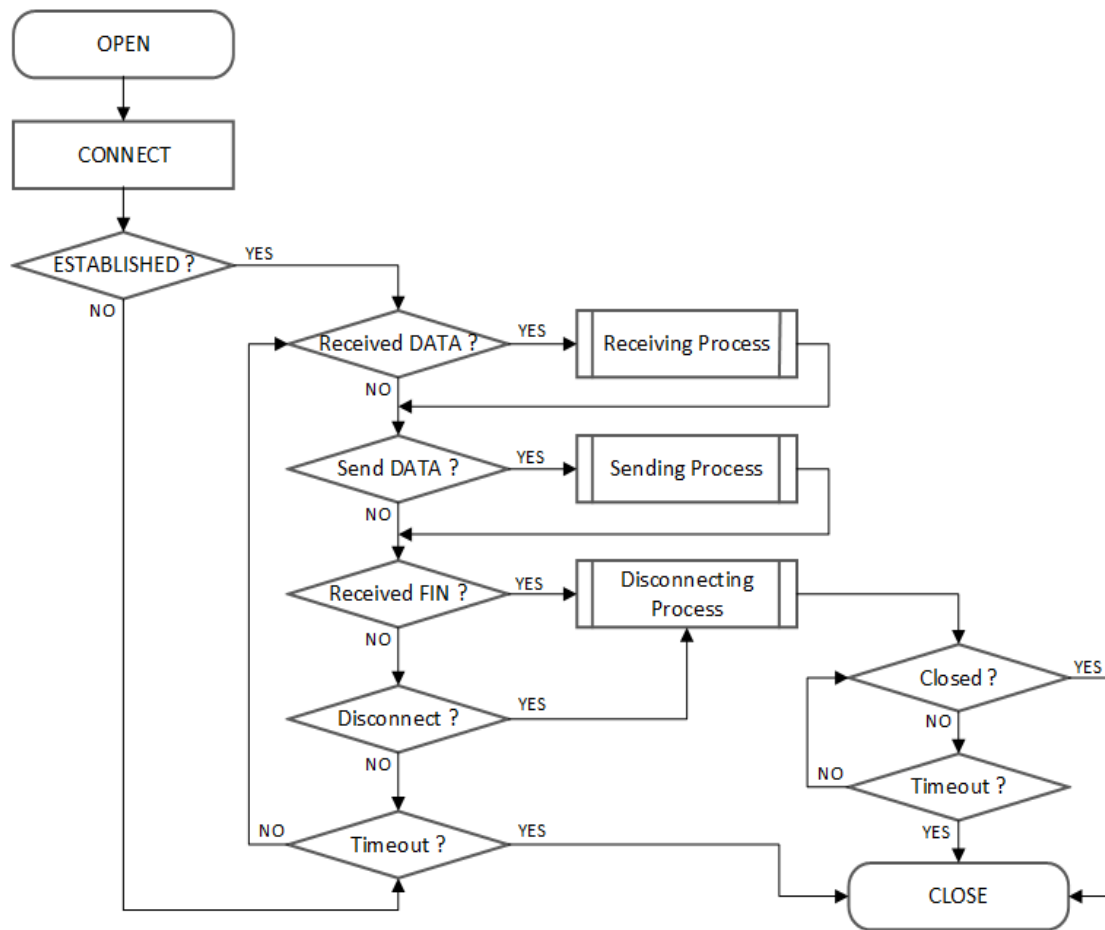 OPEN
CONNECT
ESTABLISHED ?
YES
NO
Received DATA ?
YES
Receiving Process
NO
Send DATA ?
YES
Sending Process
NO
Received FIN ?
YES
Disconnecting
Process
NO
Closed ?
YES
Disconnect ?
YES
NO
NO
NO
Timeout ?
Timeout ?
NO
YES
YES
CLOSE